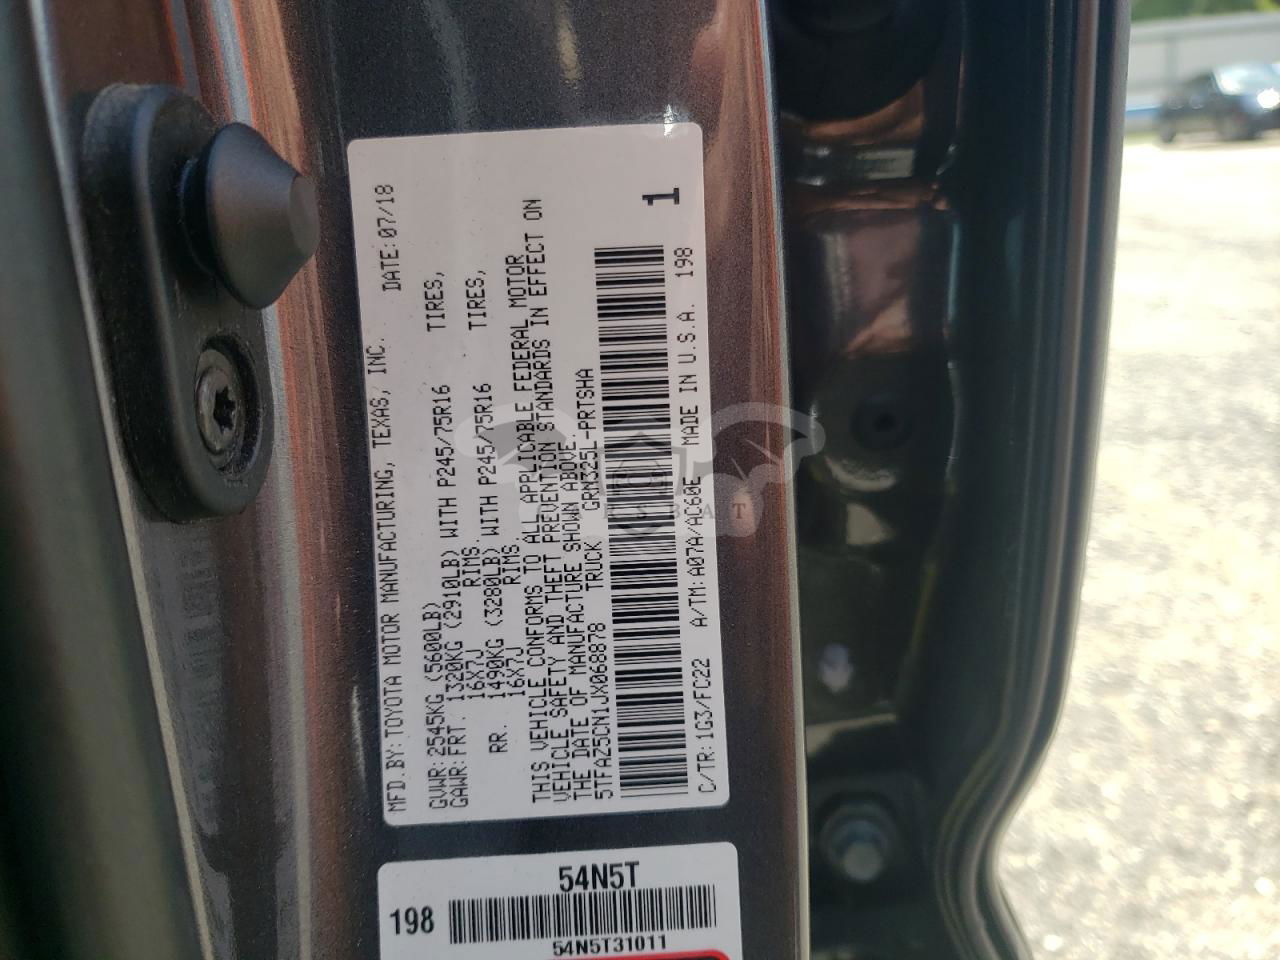 MFD.BY:TOYOTA MOTOR MANUFACTURING, TEXAS, INC. DATE:07/18
GVWR:2545KG (5600LB)
GAWR:FRT. 1320KG (2910LB) WITH P245/75R16 TIRES,
16X7J RIMS
RR. 1490KG (3280LB) WITH P245/75R16 TIRES,
16X7J RIMS
THIS VEHICLE CONFORMS TO ALL APPLICABLE FEDERAL MOTOR
VEHICLE SAFETY AND THEFT PREVENTION STANDARDS IN EFFECT ON
THE DATE OF MANUFACTURE SHOWN ABOVE.
5TFAZ5CN1JX068878 TRUCK GRN325L-PRTSHA
1
C/TR:1G3/FC22 A/TM:A07A/AC60E MADE IN U.S.A. 198
54N5T
198
54N5T31011